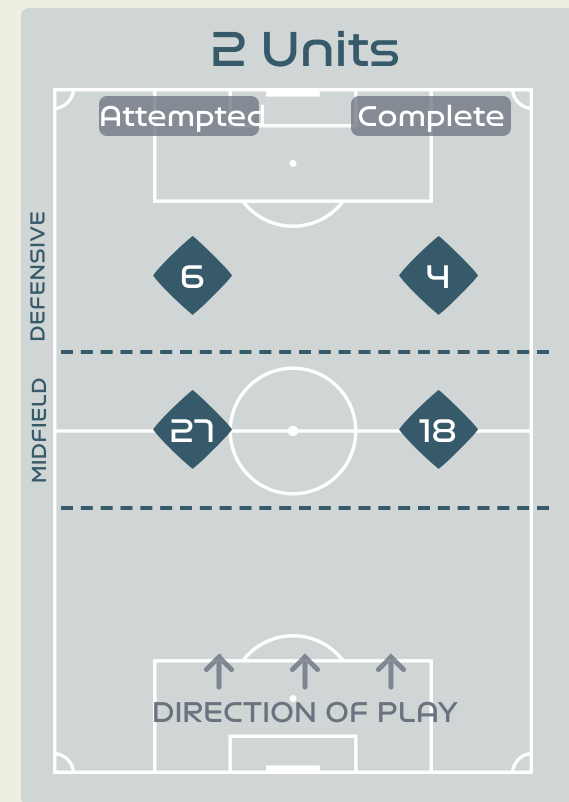 2 Units
Attempted Complete
DEFENSIVE
6 4
MIDFIELD
27 18
DIRECTION OF PLAY